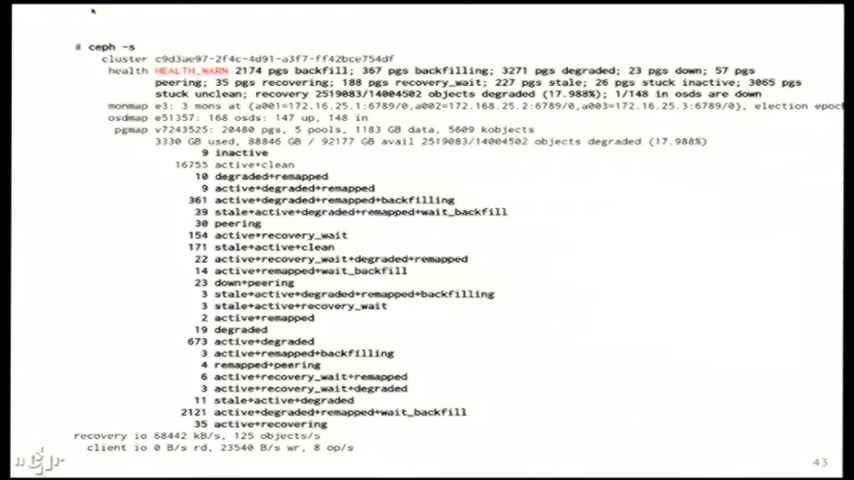 # ceph -s
cluster c9d3ae97-2f4c-4d91-a3f7-ff42bce754df
health HEALTH_WARN 2174 pgs backfill; 367 pgs backfilling; 3271 pgs degraded; 23 pgs down; 57 pgs
peering; 35 pgs recovering; 188 pgs recovery_wait; 227 pgs stale; 26 pgs stuck inactive; 3065 pgs
stuck unclean; recovery 2519083/14004502 objects degraded (17.988%); 1/148 in osds are down
monmap e3: 3 mons at {a001=172.16.25.1:6789/0,a002=172.168.25.2:6789/0,a003=172.16.25.3:6789/0}, election epoc
osdmap e51357: 168 osds: 147 up, 148 in
pgmap v7243525: 20480 pgs, 5 pools, 1183 GB data, 5609 kobjects
3330 GB used, 88846 GB / 92177 GB avail 2519083/14004502 objects degraded (17.988%)
9 inactive
16755 active+clean
10 degraded+remapped
9 active+degraded+remapped
361 active+degraded+remapped+backfilling
39 stale+active+degraded+remapped+wait_backfill
30 peering
154 active+recovery_wait
171 stale+active+clean
22 active+recovery_wait+degraded+remapped
14 active+remapped+wait_backfill
23 down+peering
3 stale+active+degraded+remapped+backfilling
3 stale+active+recovery_wait
2 active+remapped
19 degraded
673 active+degraded
3 active+remapped+backfilling
4 remapped+peering
6 active+recovery_wait+remapped
3 active+recovery_wait+degraded
11 stale+active+degraded
2121 active+degraded+remapped+wait_backfill
35 active+recovering
recovery io 68442 kB/s, 125 objects/s
client io 0 B/s rd, 23540 B/s wr, 8 op/s
43